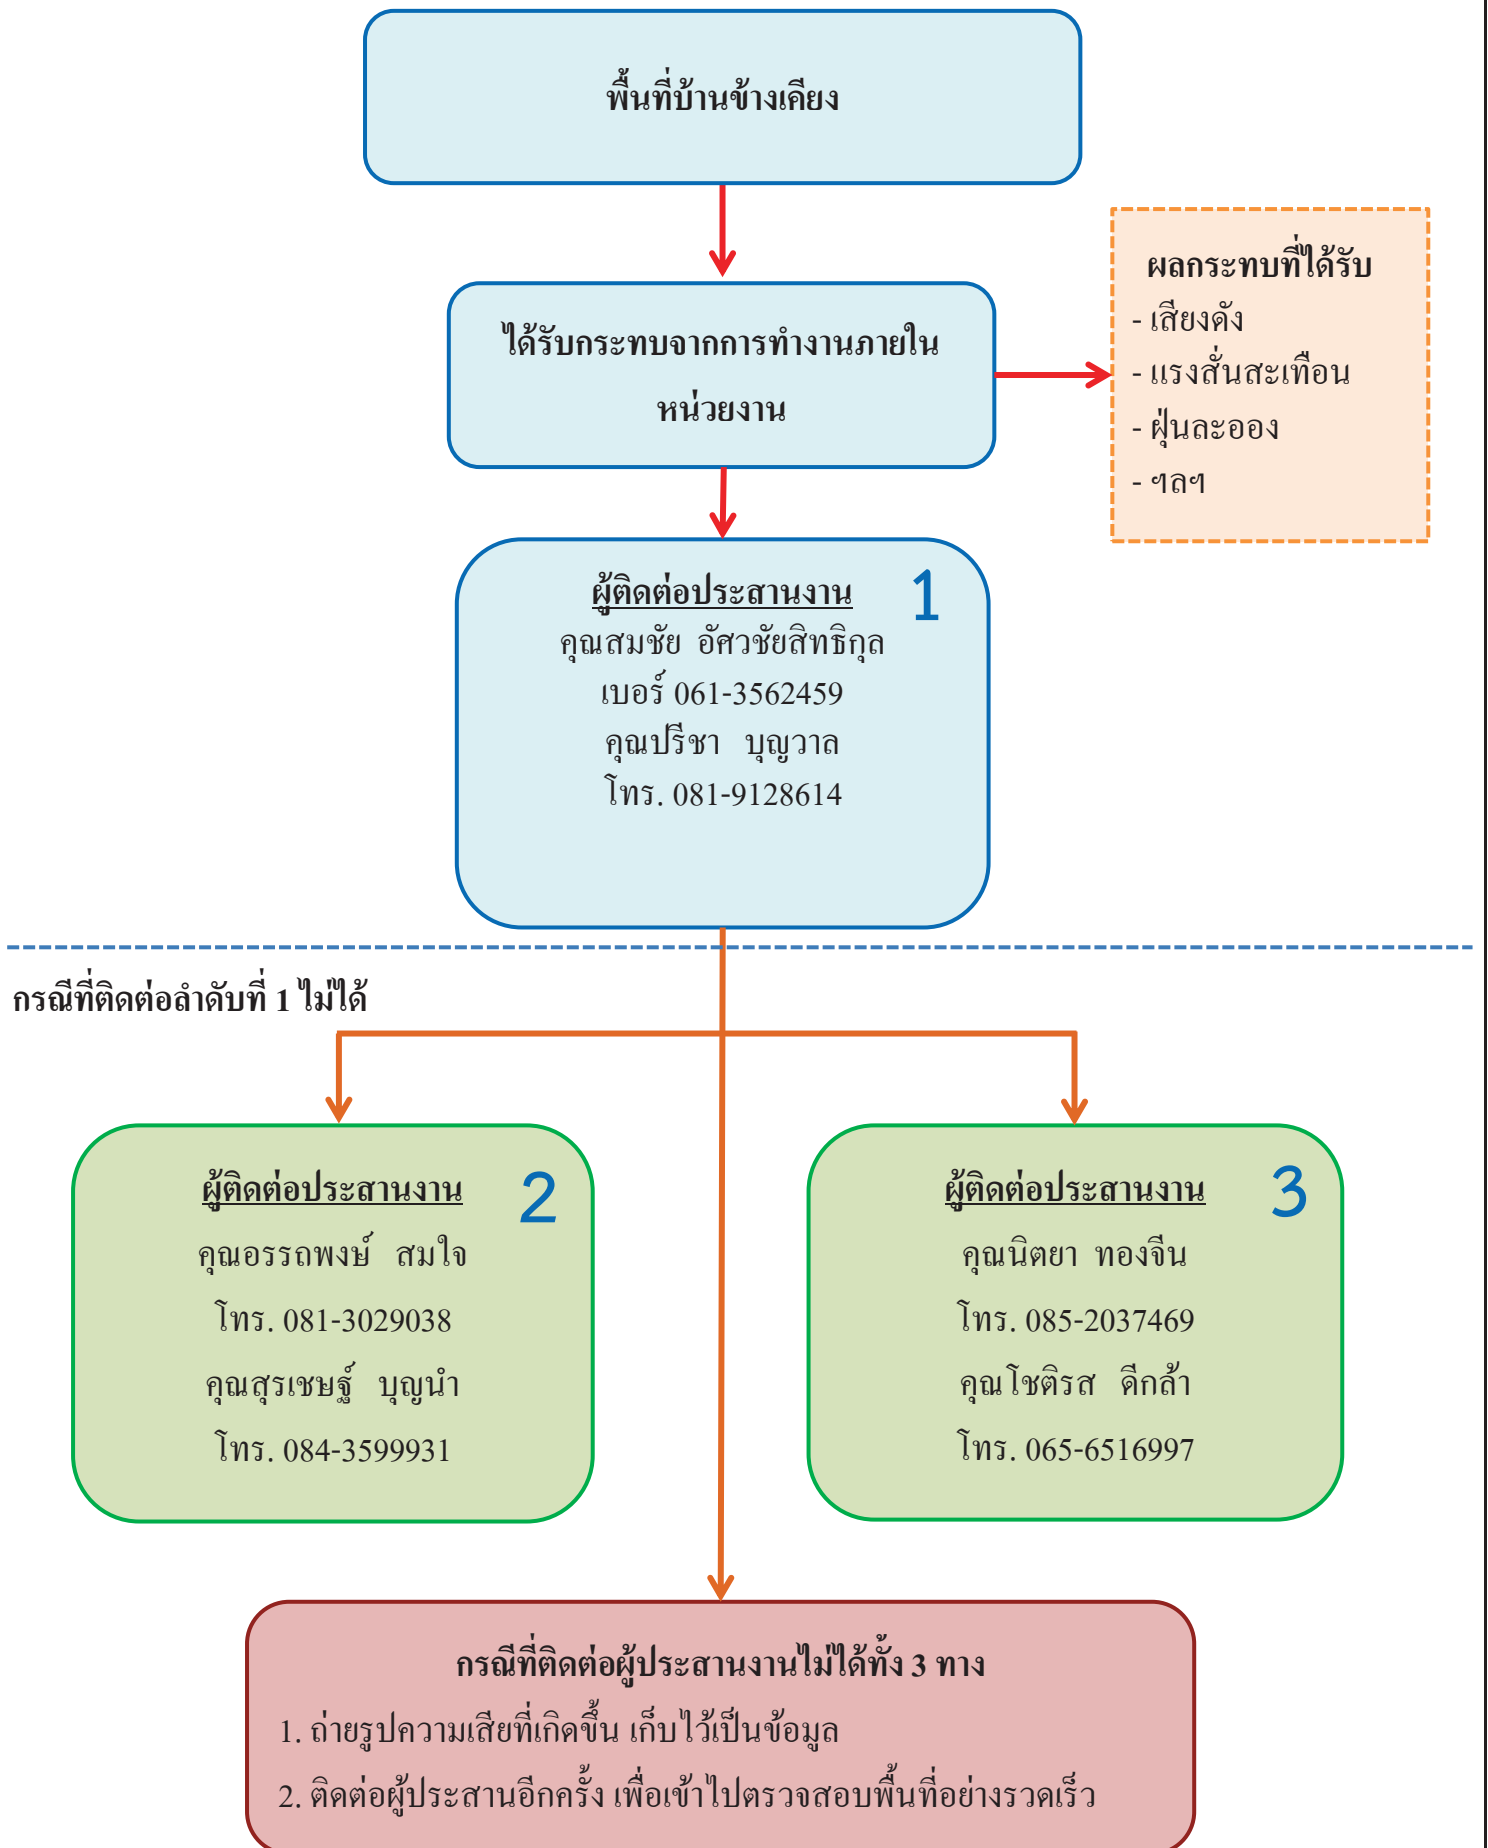 พื้นที่บ้านข้างเคียง
ได้รับกระทบจากการทำงานภายใน
หน่วยงาน
ผลกระทบที่ได้รับ
- เสียงดัง
- แรงสั่นสะเทือน
- ฝุ่นละออง
- ฯลฯ
1
ผู้ติดต่อประสานงาน
คุณสมชัย อัศวชัยสิทธิกุล
เบอร์ 061-3562459
คุณปรีชา บุญวาล
โทร. 081-9128614
กรณีที่ติดต่อลำดับที่ 1 ไม่ได้
ผู้ติดต่อประสานงาน 2
คุณอรรถพงษ์ สมใจ
โทร. 081-3029038
คุณสุรเชษฐ์ บุญนำ
โทร. 084-3599931
ผู้ติดต่อประสานงาน 3
คุณนิตยา ทองจีน
โทร. 085-2037469
คุณโชติรส ดีกล้า
โทร. 065-6516997
กรณีที่ติดต่อผู้ประสานงานไม่ได้ทั้ง 3 ทาง
1. ถ่ายรูปความเสียที่เกิดขึ้น เก็บไว้เป็นข้อมูล
2. ติดต่อผู้ประสานอีกครั้ง เพื่อเข้าไปตรวจสอบพื้นที่อย่างรวดเร็ว